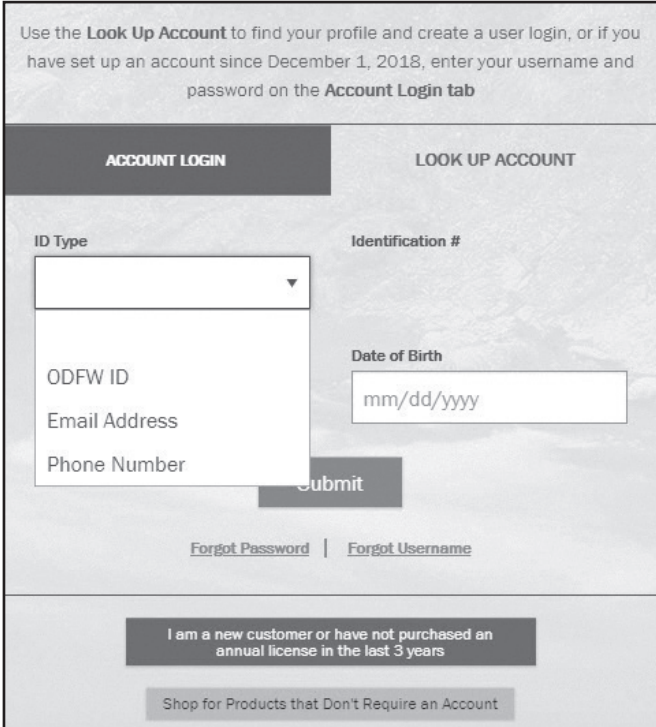 Use the Look Up Account to find your profile and create a user login, or if you
have set up an account since December 1, 2018, enter your username and
password on the Account Login tab
ACCOUNT LOGIN
LOOK UP ACCOUNT
ID Type
Identification #
ODFW ID
Email Address
Phone Number
Date of Birth
mm/dd/yyyy
Submit
Forgot Password | Forgot Username
I am a new customer or have not purchased an
annual license in the last 3 years
Shop for Products that Don't Require an Account